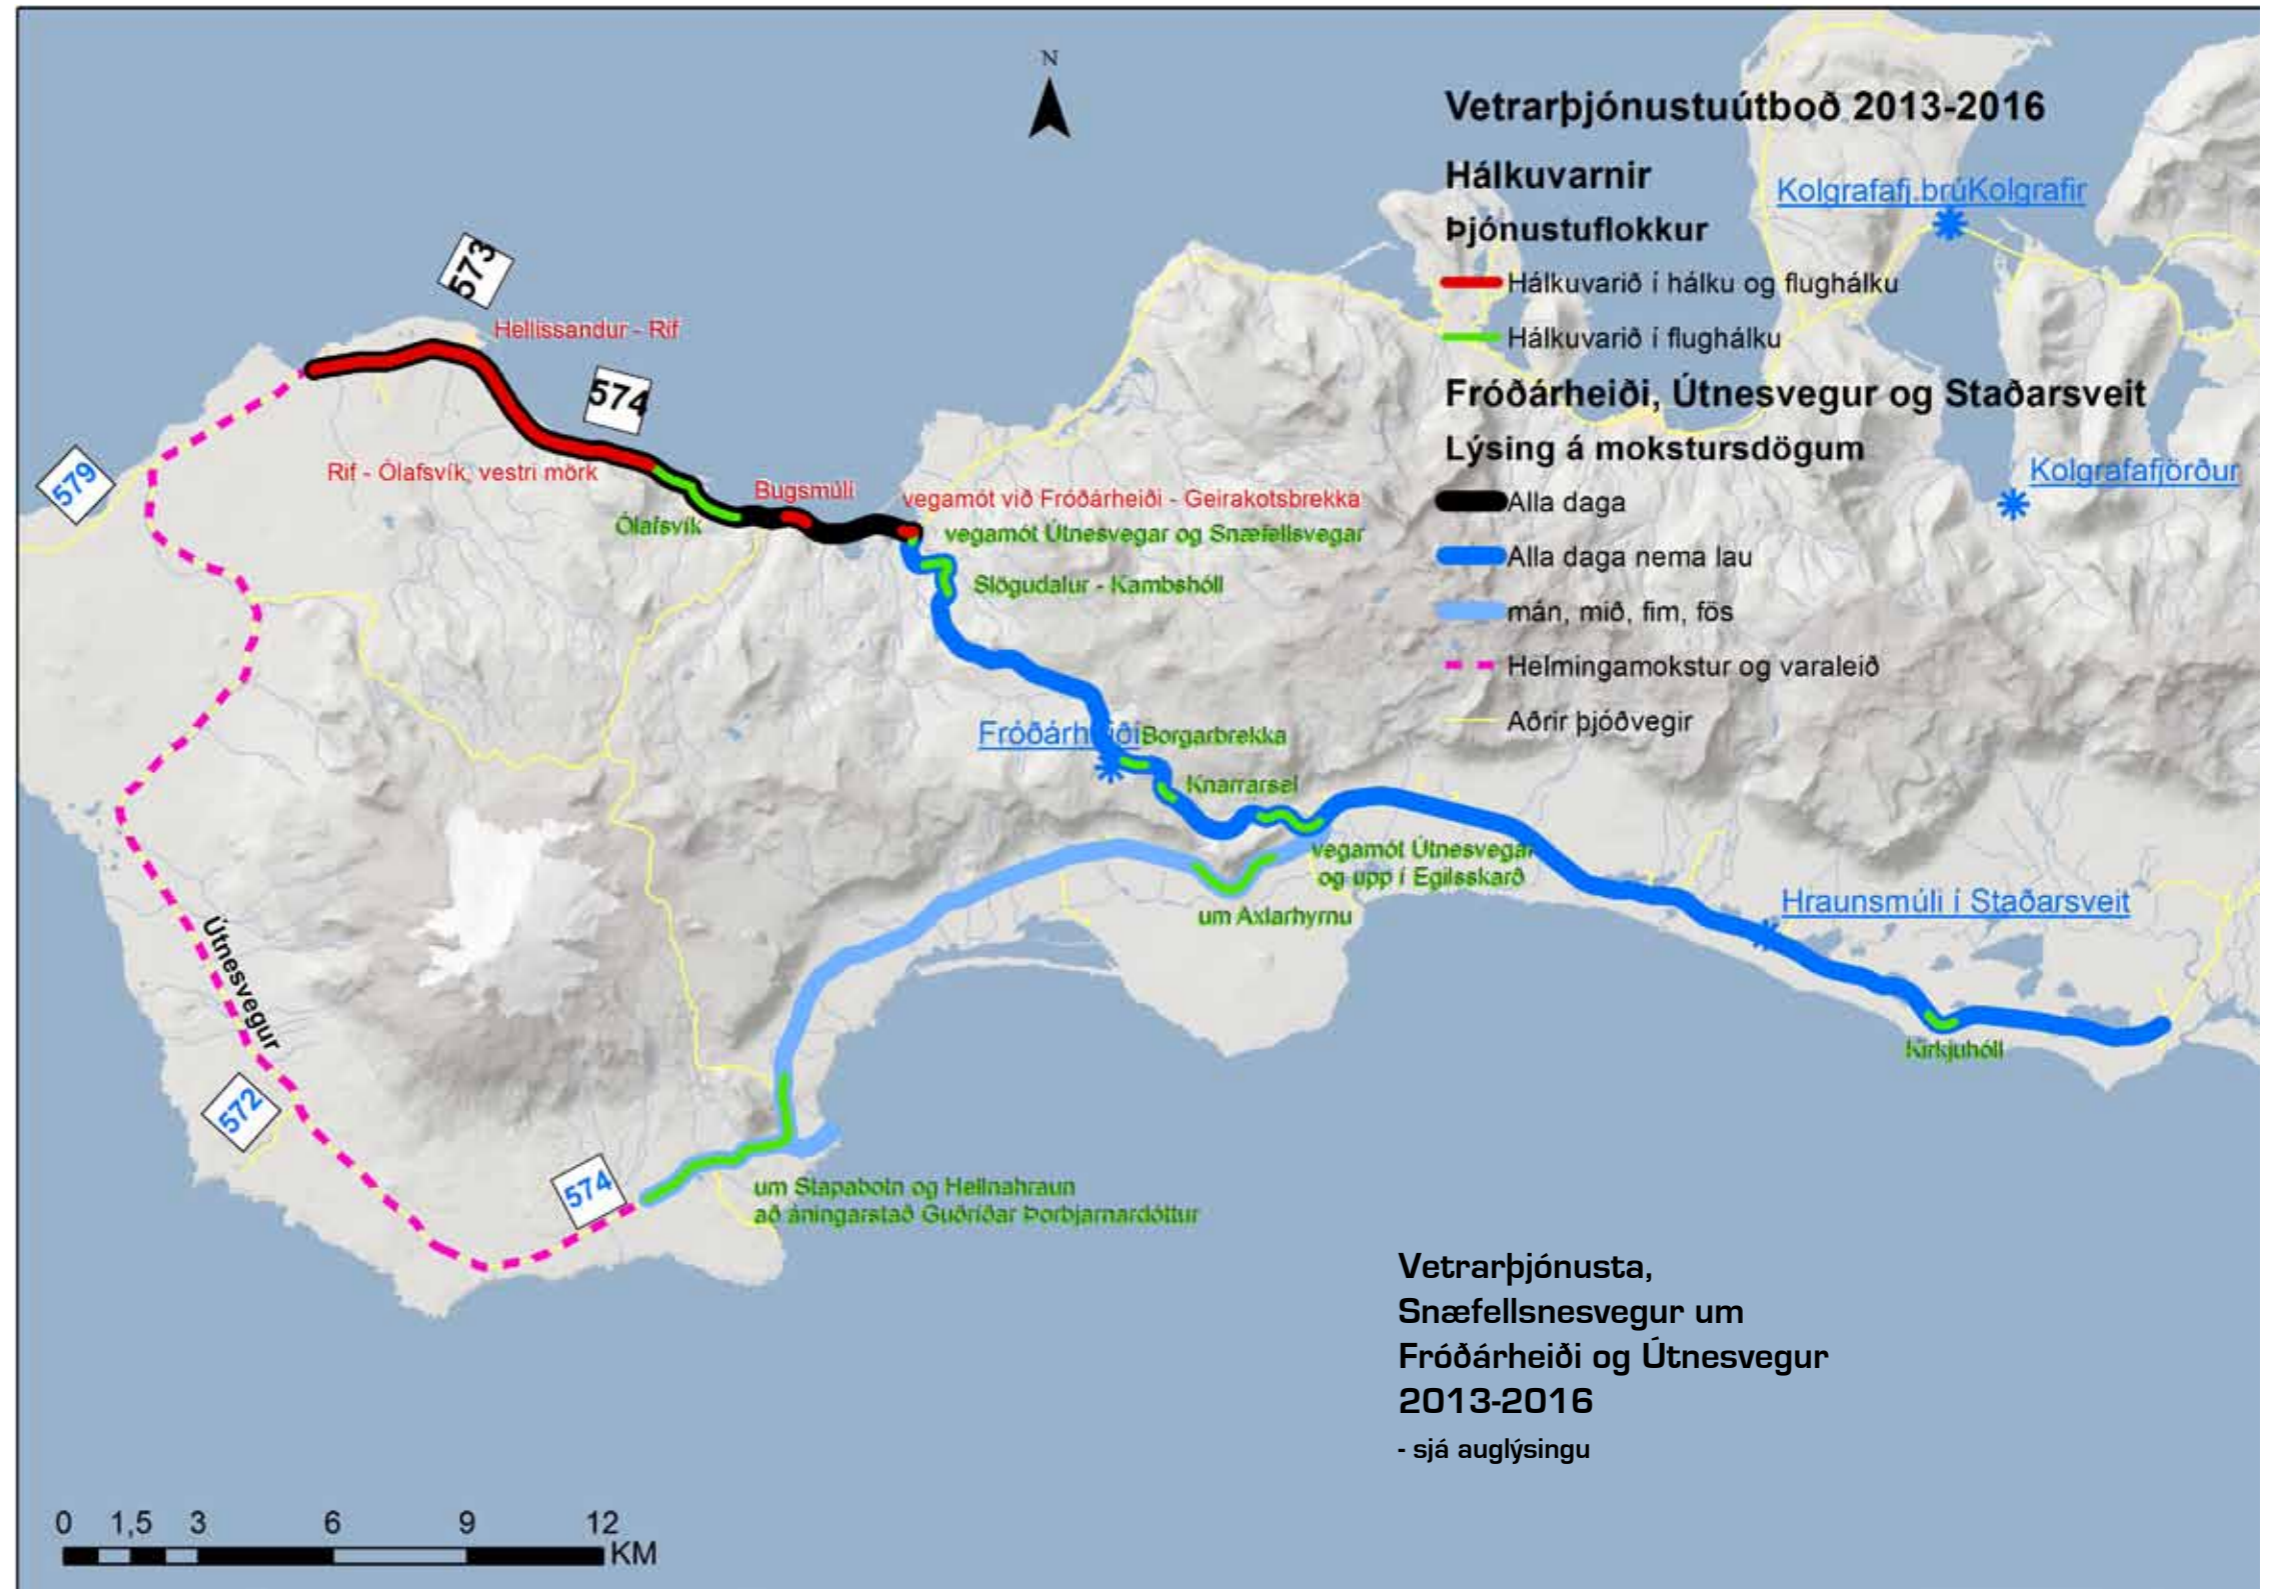 N
Vetrarþjónustuútboð 2013-2016
Hálkuvarnir
Þjónustuflokkur
Hálkuvarið í hálku og flughálku
Hálkuvarið í flughálku
Fróðárheiði, Útnesvegur og Staðarsveit
Lýsing á mokstursdögum
Alla daga
Alla daga nema lau
mán, mið, fim, fös
Helmingamokstur og varaleið
Aðrir þjóðvegir
Kolgrafafj.brúKolgrafir
Kolgrafafjörður
573
Hellissandur - Rif
574
579
Rif - Ólafsvík, vestri mörk
Ólafsvík
Bugsmúli
vegamót við Fróðárheiði - Geirakotsbrekka
vegamót Útnesvegar og Snæfellsvegar
Slögudalur - Kambshóll
Borgarbrekka
Knarrarsel
vegamót Útnesvegar
og upp í Egilsskarð
um Axlarhyrnu
Hraunsmúli í Staðarsveit
Kirkjuhóll
Útnesvegur
572
574
um Stapabotn og Hellnahraun
að áningarstað Guðríðar Þorbjarnardóttur
Vetrarþjónusta,
Snæfellsnesvegur um
Fróðárheiði og Útnesvegur
2013-2016
- sjá auglýsingu
0 1,5 3 6 9 12
KM